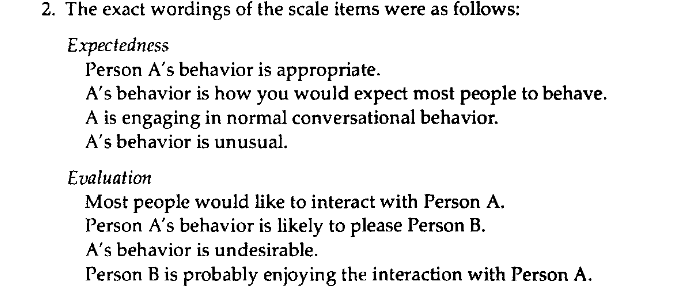 2. The exact wordings of the scale items were as follows:
Expectedness
Person A's behavior is appropriate.
A's behavior is how you would expect most people to behave.
A is engaging in normal conversational behavior.
A's behavior is unusual.
Evaluation
Most people would like to interact with Person A.
Person A's behavior is likely to please Person B.
A's behavior is undesirable.
Person B is probably enjoying the interaction with Person A.